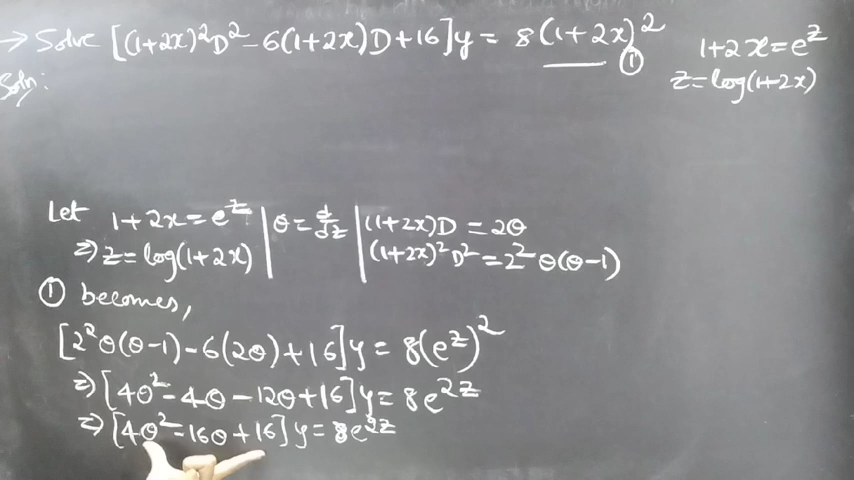 → Solve [(1+2x)²D² - 6(1+2x)D + 16]y = 8(1+2x)² ①
1+2x = e^z
z = log(1+2x)
Soln:
Let 1+2x = e^z | θ = d/dz | (1+2x)D = 2θ
⇒ z = log(1+2x) | (1+2x)²D² = 2²θ(θ-1)
① becomes,
[2²θ(θ-1) - 6(2θ) + 16]y = 8(e^z)²
⇒ [4θ² - 4θ - 12θ + 16]y = 8e^2z
⇒ [4θ² - 16θ + 16]y = 8e^2z